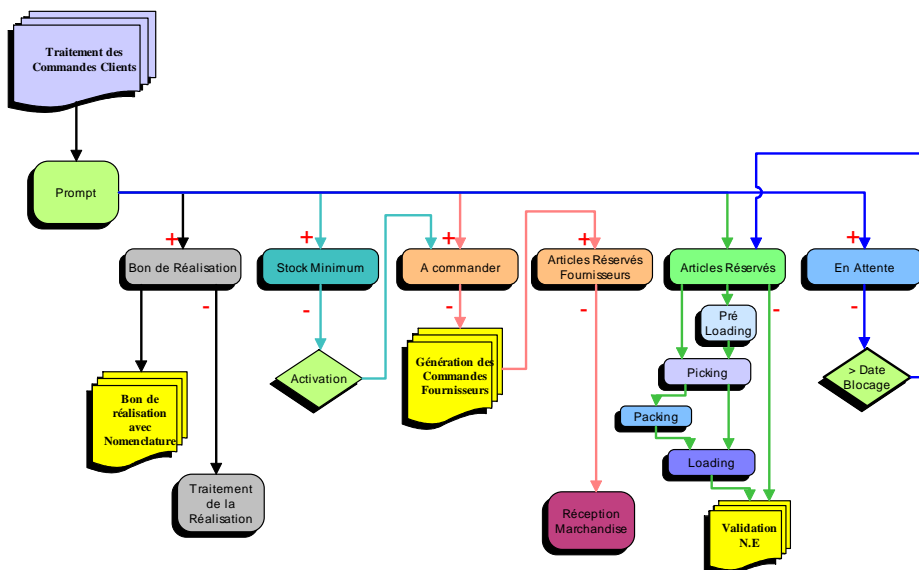 Traitement des
Commandes Clients
Prompt
+
+
+
+
+
Bon de Réalisation
Stock Minimum
A commander
Articles Réservés
Fournisseurs
Articles Réservés
En Attente
-
-
-
-
-
-
Pré
Loading
Activation
Génération des
Commandes
Fournisseurs
Picking
> Date
Blocage
Bon de
réalisation
avec
Nomenclature
Packing
Loading
Traitement
de la
Réalisation
Réception
Marchandise
Validation
N.E